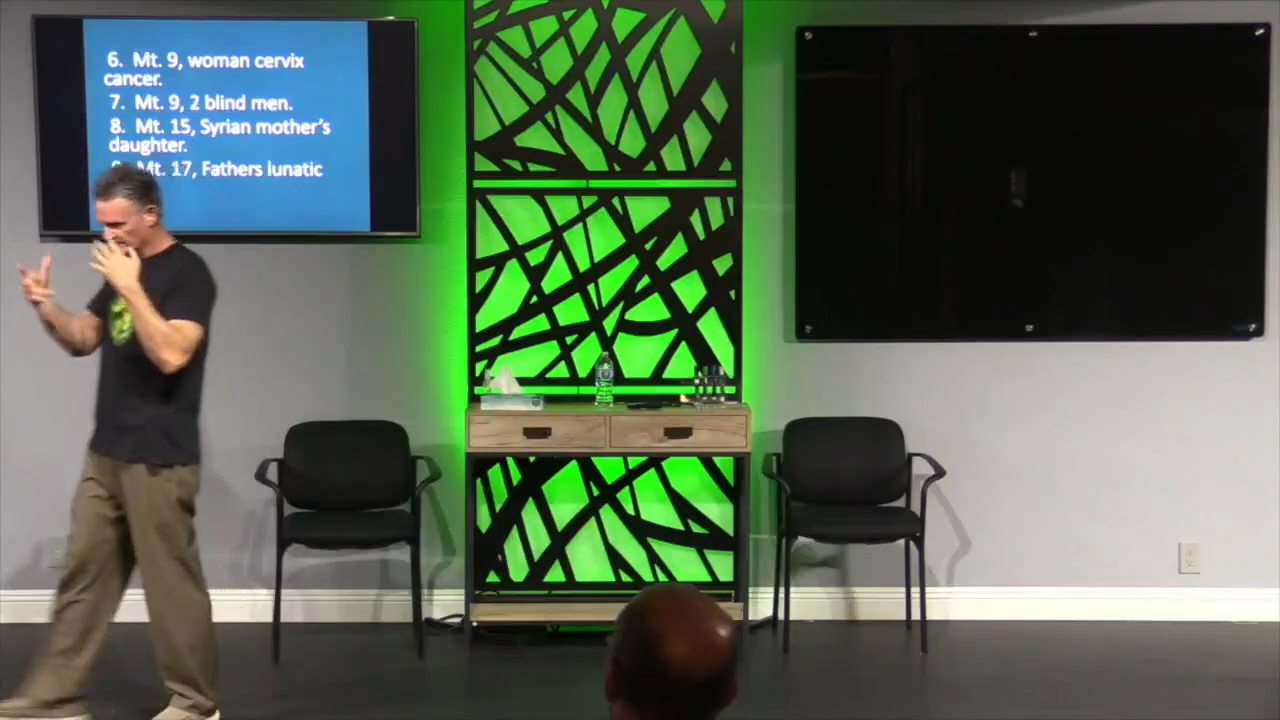 6. Mt. 9, woman cervix
cancer.
7. Mt. 9, 2 blind men.
8. Mt. 15, Syrian mother's
daughter.
Mt. 17, Fathers lunatic